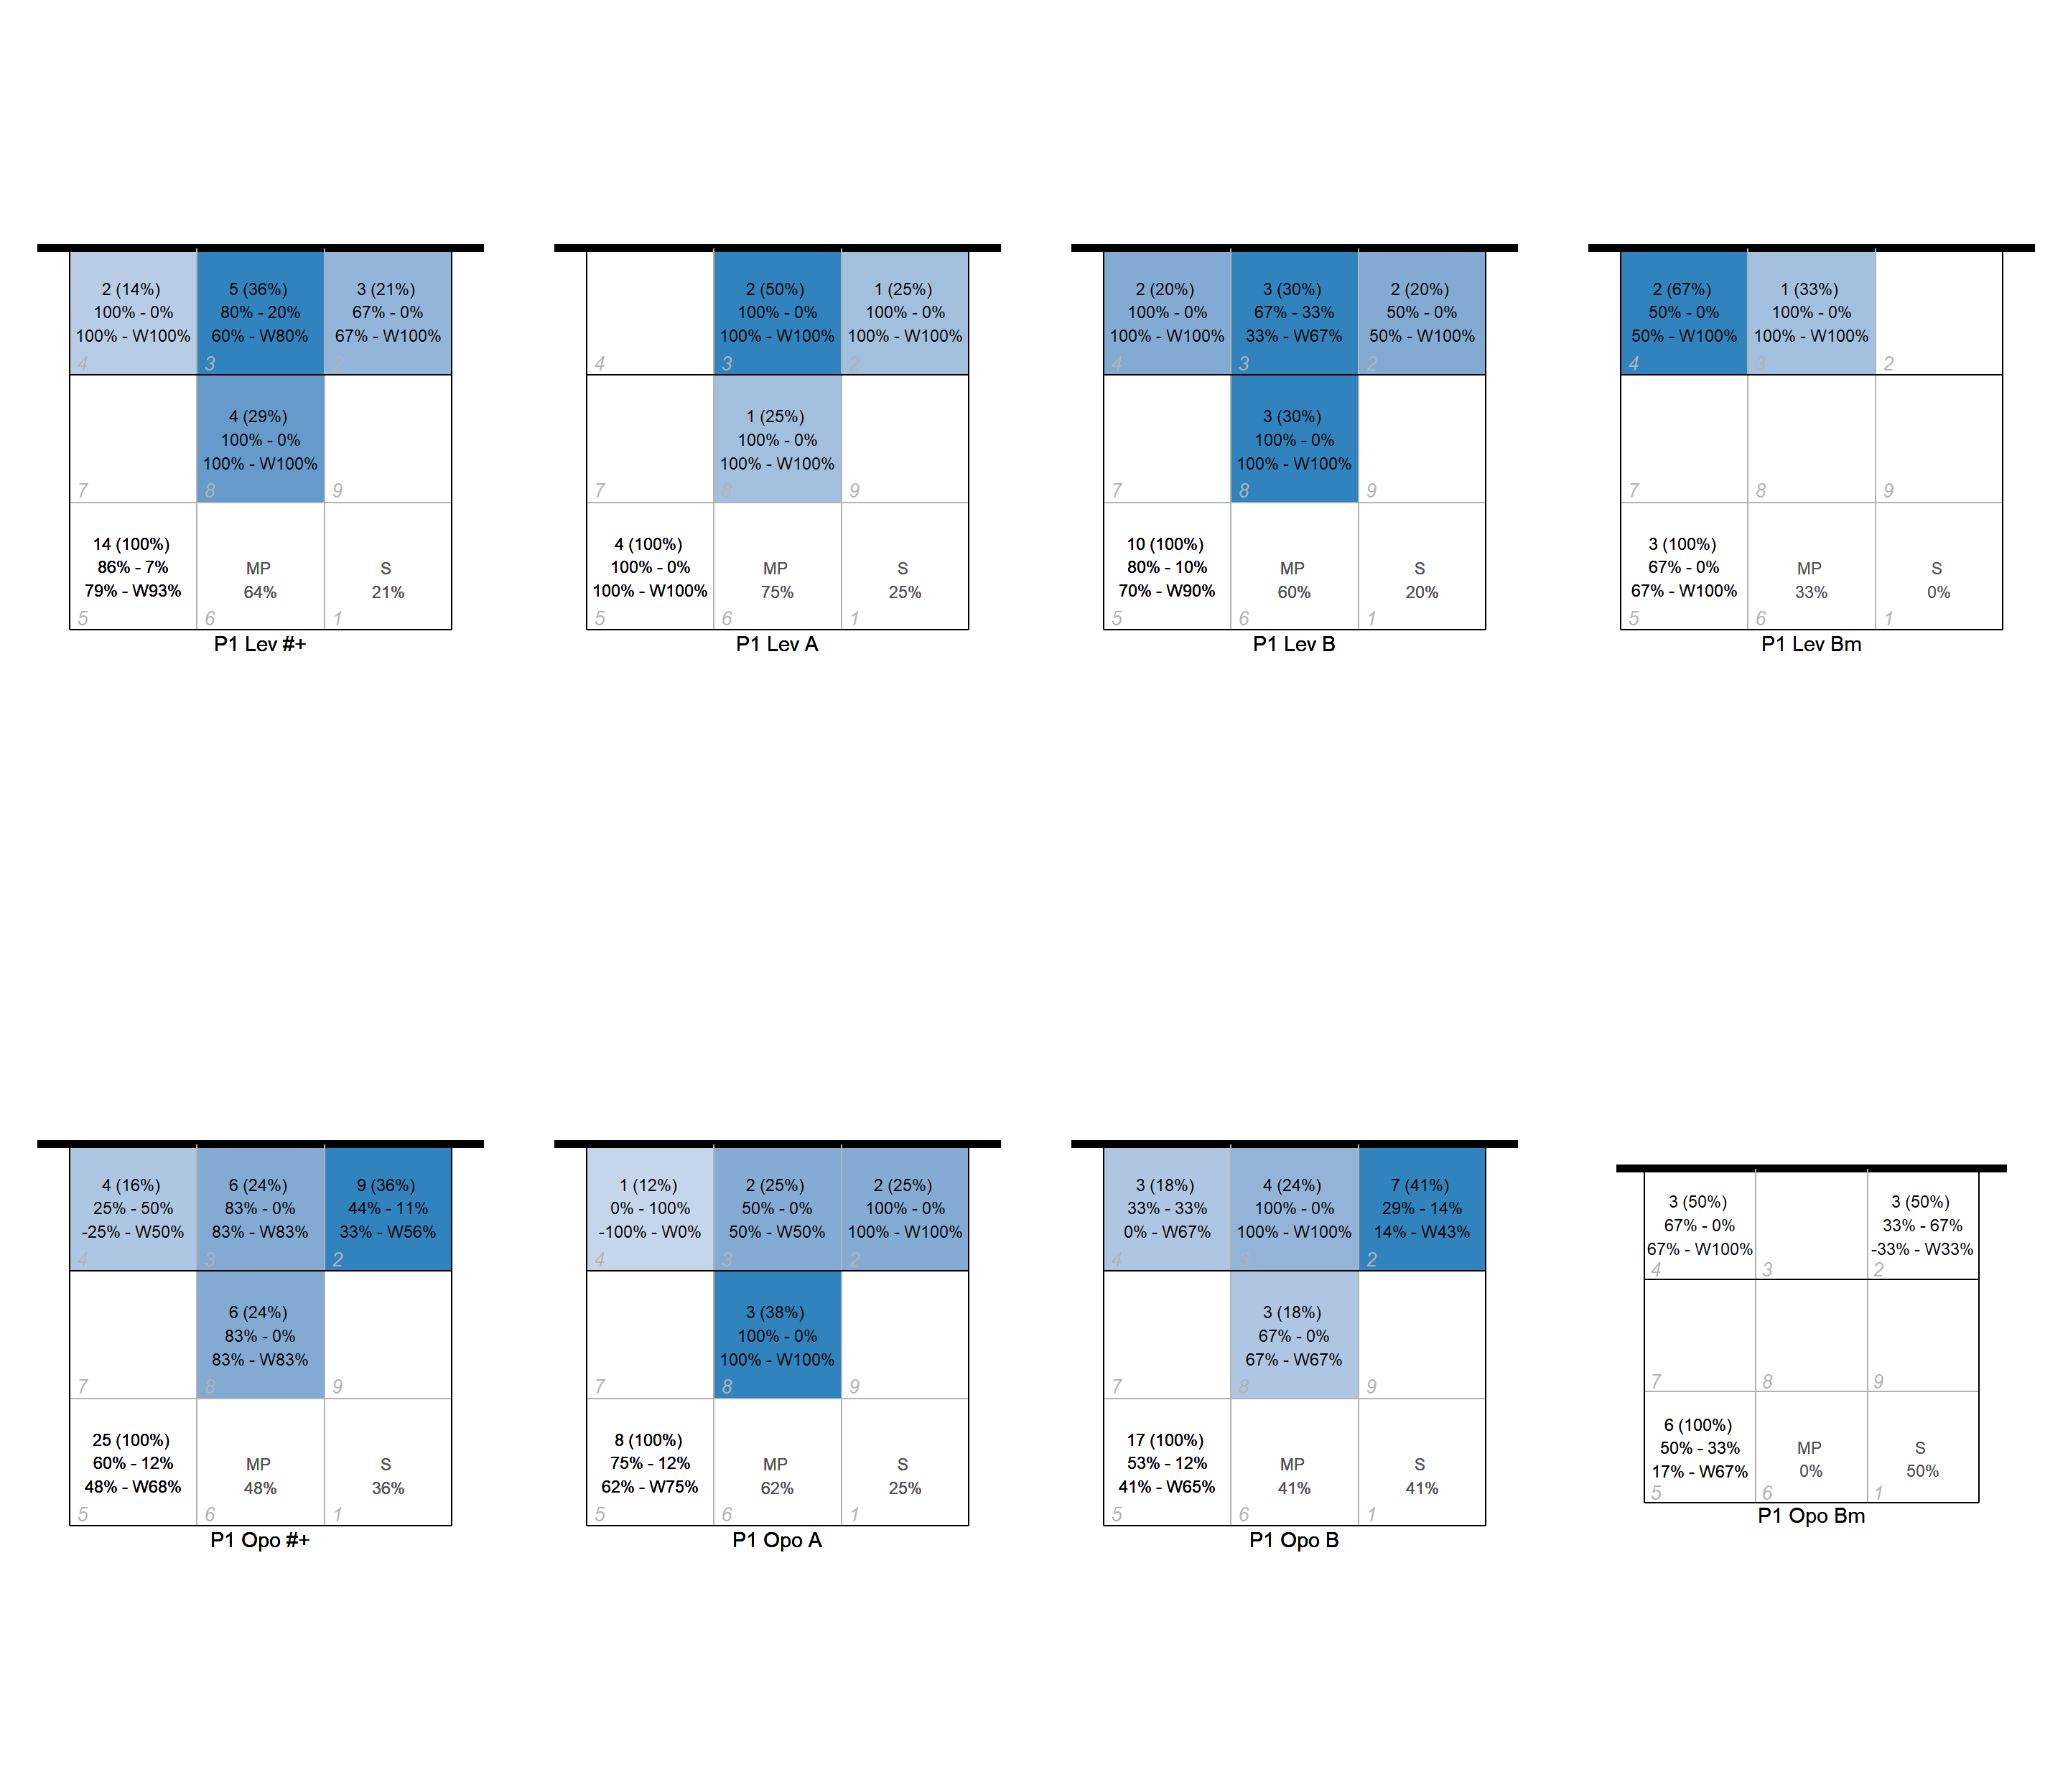 2 (14%)
100% - 0%
100% - W100%
4
5 (36%)
80% - 20%
60% - W80%
3
3 (21%)
67% - 0%
67% - W100%
2
4 (29%)
100% - 0%
100% - W100%
7
8
9
14 (100%)
86% - 7%
79% - W93%
5
MP
64%
6
S
21%
1
P1 Lev #+
4
2 (50%)
100% - 0%
100% - W100%
3
1 (25%)
100% - 0%
100% - W100%
2
1 (25%)
100% - 0%
100% - W100%
7
8
9
4 (100%)
100% - 0%
100% - W100%
5
MP
75%
6
S
25%
1
P1 Lev A
2 (20%)
100% - 0%
100% - W100%
4
3 (30%)
67% - 33%
33% - W67%
3
2 (20%)
50% - 0%
50% - W100%
2
3 (30%)
100% - 0%
100% - W100%
7
8
9
10 (100%)
80% - 10%
70% - W90%
5
MP
60%
6
S
20%
1
P1 Lev B
2 (67%)
50% - 0%
50% - W100%
4
1 (33%)
100% - 0%
100% - W100%
3
2
7
8
9
3 (100%)
67% - 0%
67% - W100%
5
MP
33%
6
S
0%
1
P1 Lev Bm
4 (16%)
25% - 50%
-25% - W50%
4
6 (24%)
83% - 0%
83% - W83%
3
9 (36%)
44% - 11%
33% - W56%
2
6 (24%)
83% - 0%
83% - W83%
7
8
9
25 (100%)
60% - 12%
48% - W68%
5
MP
48%
6
S
36%
1
P1 Opo #+
1 (12%)
0% - 100%
-100% - W0%
4
2 (25%)
50% - 0%
50% - W50%
3
2 (25%)
100% - 0%
100% - W100%
2
3 (38%)
100% - 0%
100% - W100%
7
8
9
8 (100%)
75% - 12%
62% - W75%
5
MP
62%
6
S
25%
1
P1 Opo A
3 (18%)
33% - 33%
0% - W67%
4
4 (24%)
100% - 0%
100% - W100%
3
7 (41%)
29% - 14%
14% - W43%
2
3 (18%)
67% - 0%
67% - W67%
7
8
9
17 (100%)
53% - 12%
41% - W65%
5
MP
41%
6
S
41%
1
P1 Opo B
3 (50%)
67% - 0%
67% - W100%
4
3
3 (50%)
33% - 67%
-33% - W33%
2
7
8
9
6 (100%)
50% - 33%
17% - W67%
5
MP
0%
6
S
50%
1
P1 Opo Bm